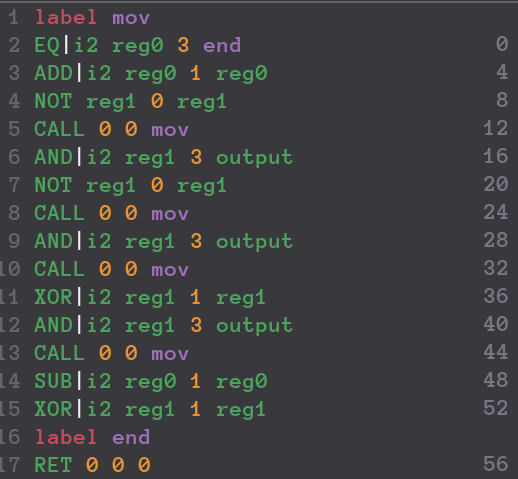 1 label mov
2 EQ|i2 reg0 3 end 0
3 ADD|i2 reg0 1 reg0 4
4 NOT reg1 0 reg1 8
5 CALL 0 0 mov 12
6 AND|i2 reg1 3 output 16
7 NOT reg1 0 reg1 20
8 CALL 0 0 mov 24
9 AND|i2 reg1 3 output 28
10 CALL 0 0 mov 32
11 XOR|i2 reg1 1 reg1 36
12 AND|i2 reg1 3 output 40
13 CALL 0 0 mov 44
14 SUB|i2 reg0 1 reg0 48
15 XOR|i2 reg1 1 reg1 52
16 label end
17 RET 0 0 0 56